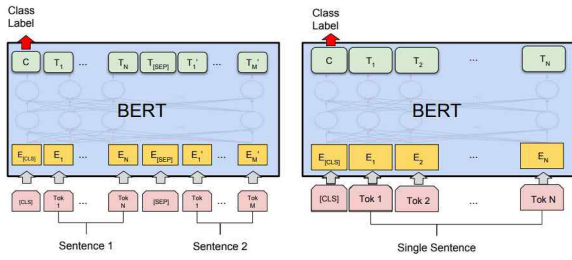 Class
Label
C T1 ... TN T[SEP] T1' ... TM'
BERT
E[CLS] E1 ... EN E[SEP] E1' ... EM'
[CLS] Tok 1 ... Tok N [SEP] Tok 1 ... Tok M
Sentence 1 Sentence 2
Class
Label
C T1 T2 ... TN
BERT
E[CLS] E1 E2 ... EN
[CLS] Tok 1 Tok 2 ... Tok N
Single Sentence